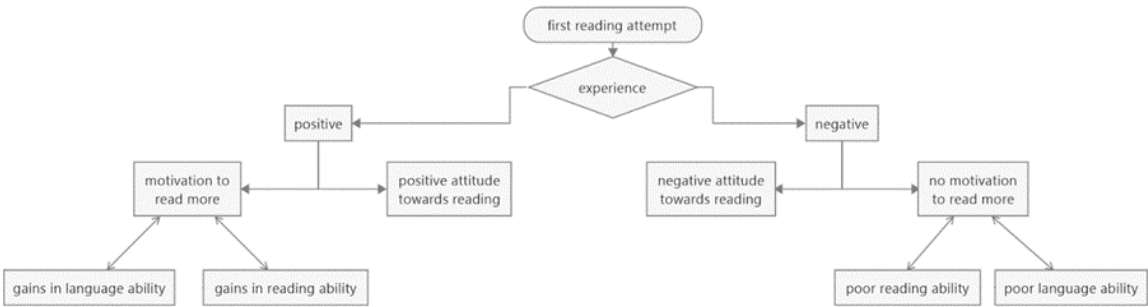 first reading attempt
experience
positive
negative
motivation to
read more
positive attitude
towards reading
negative attitude
towards reading
no motivation
to read more
gains in language ability
gains in reading ability
poor reading ability
poor language ability